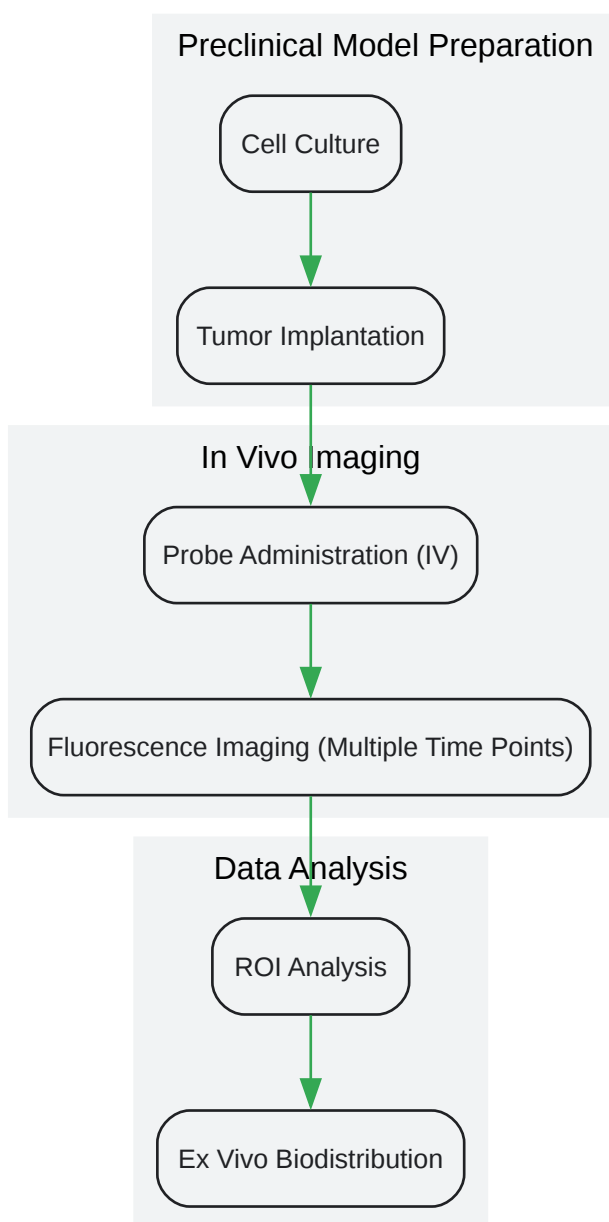 Preclinical Model Preparation
Cell Culture
Tumor Implantation
In Vivo Imaging
Probe Administration (IV)
Fluorescence Imaging (Multiple Time Points)
Data Analysis
ROI Analysis
Ex Vivo Biodistribution